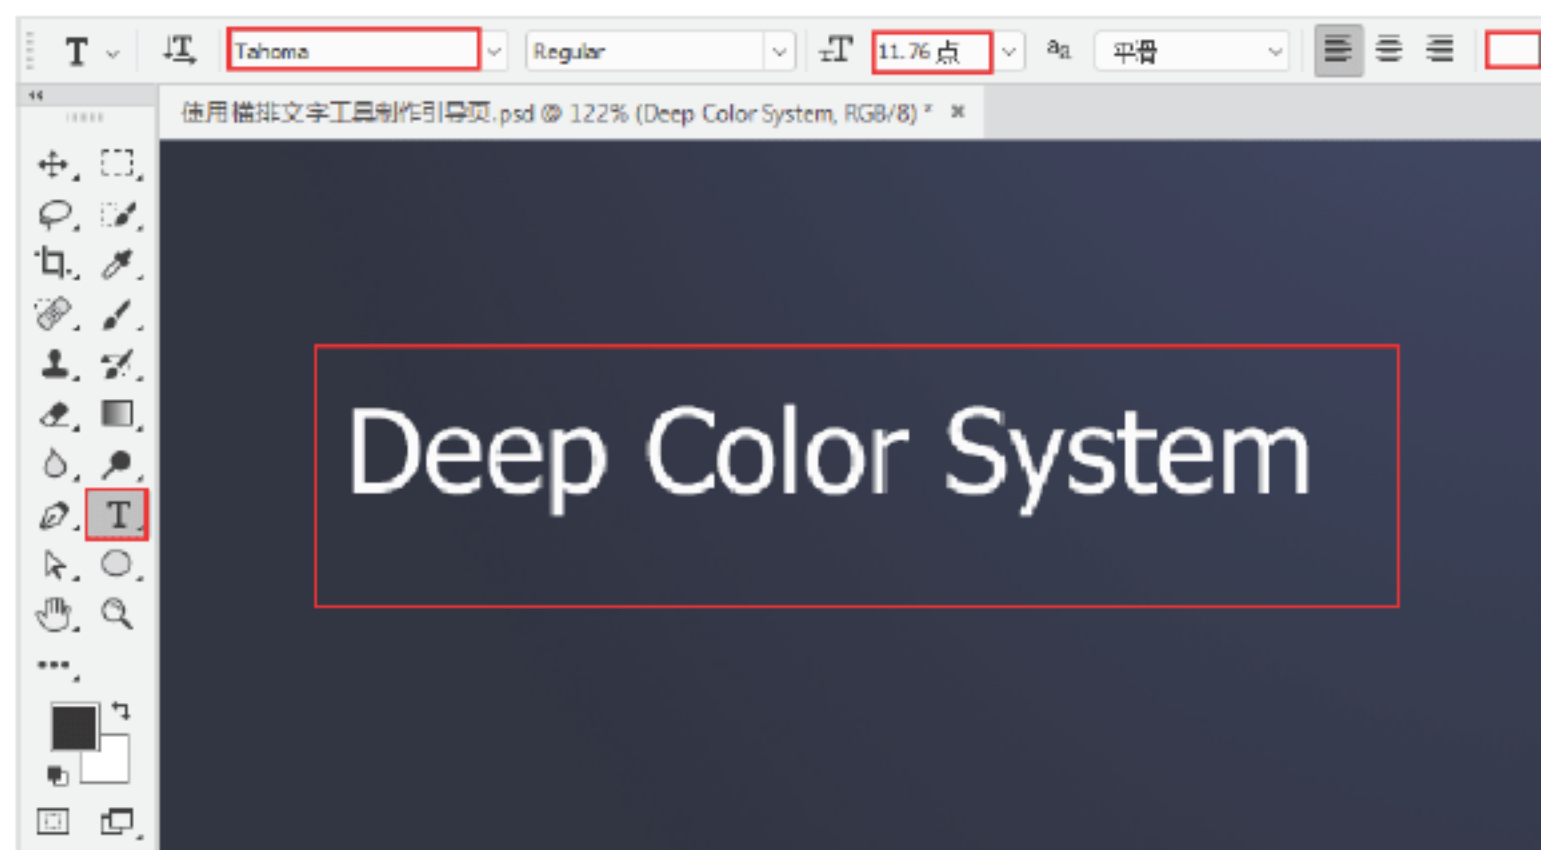 Tahoma Regular 11.76 点 aa 平滑
使用横排文字工具制作引导页.psd @ 122% (Deep Color System, RGB/8) *
Deep Color System